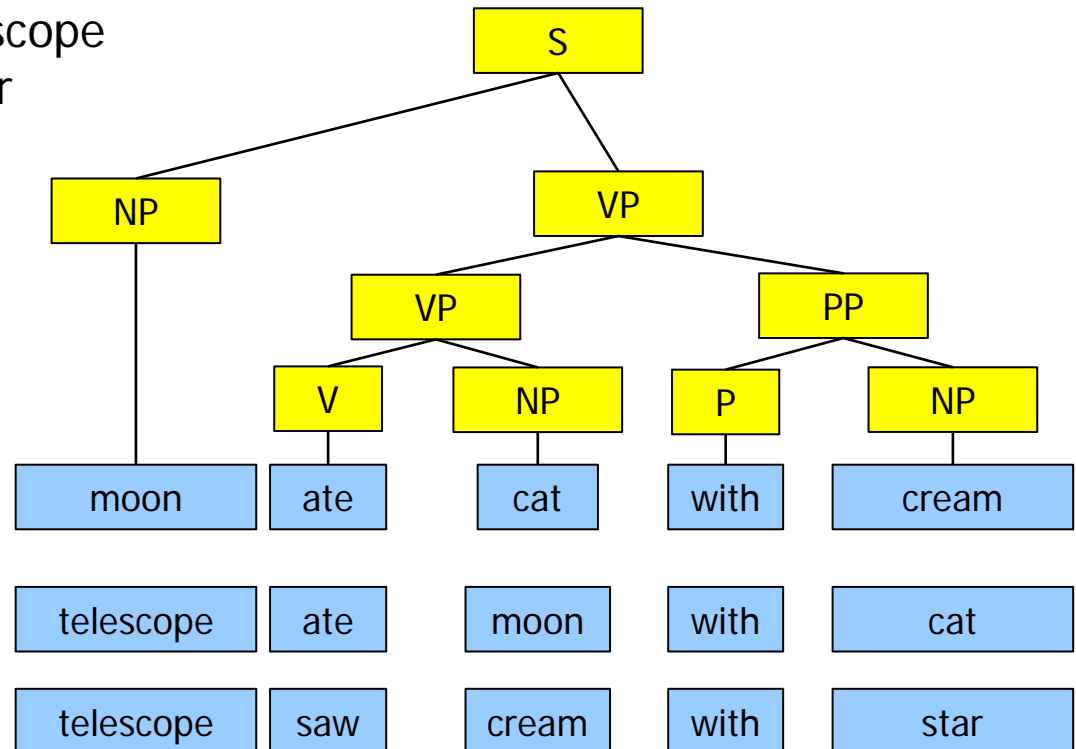 S
NP VP
VP PP
V NP P NP
moon ate cat with cream
telescope ate moon with cat
telescope saw cream with star